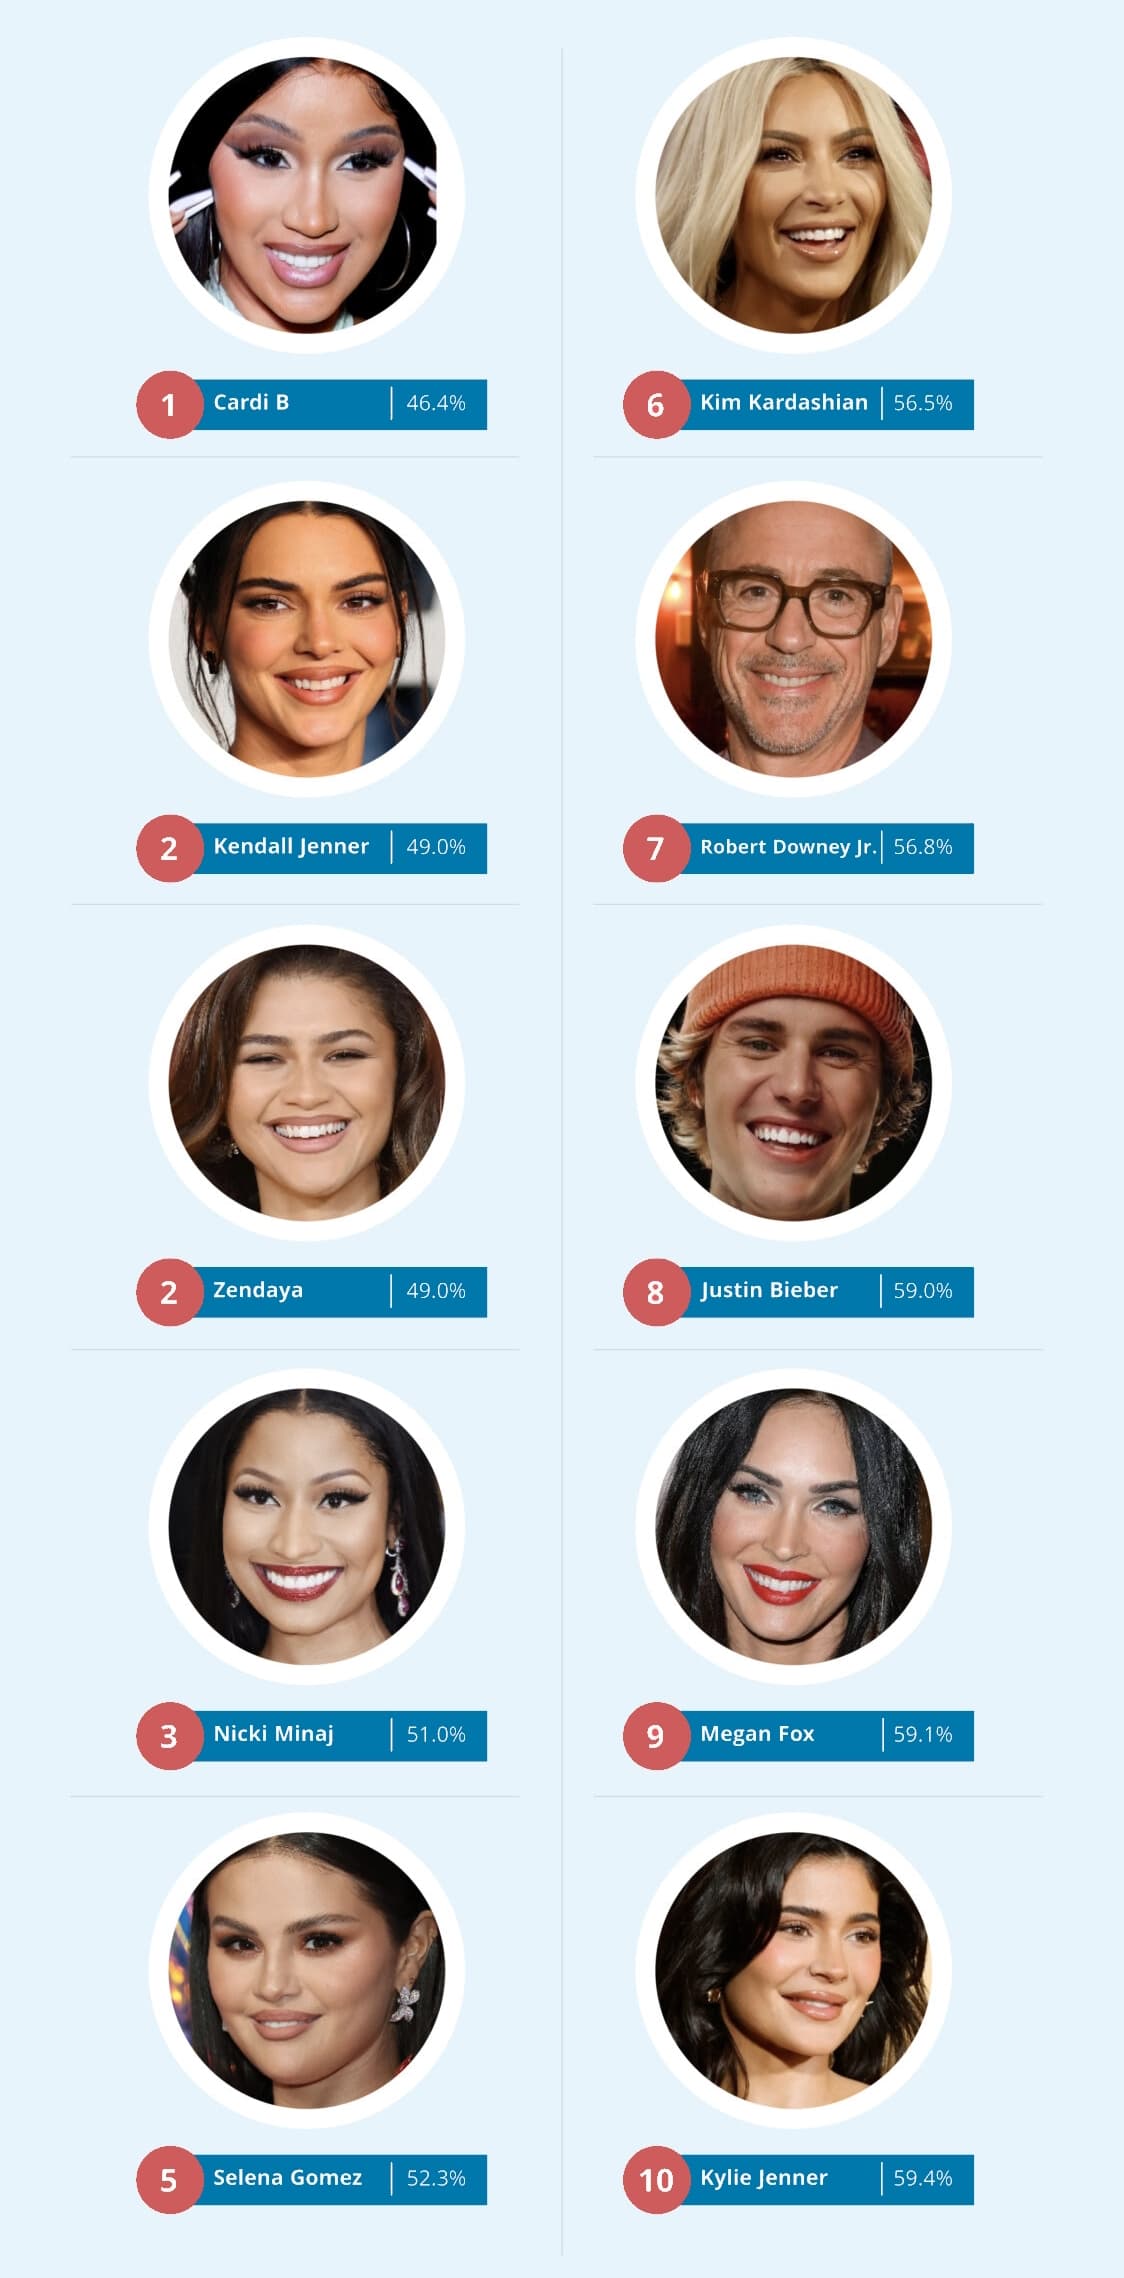 1 Cardi B 46.4%
2 Kendall Jenner 49.0%
2 Zendaya 49.0%
3 Nicki Minaj 51.0%
5 Selena Gomez 52.3%
6 Kim Kardashian 56.5%
7 Robert Downey Jr. 56.8%
8 Justin Bieber 59.0%
9 Megan Fox 59.1%
10 Kylie Jenner 59.4%